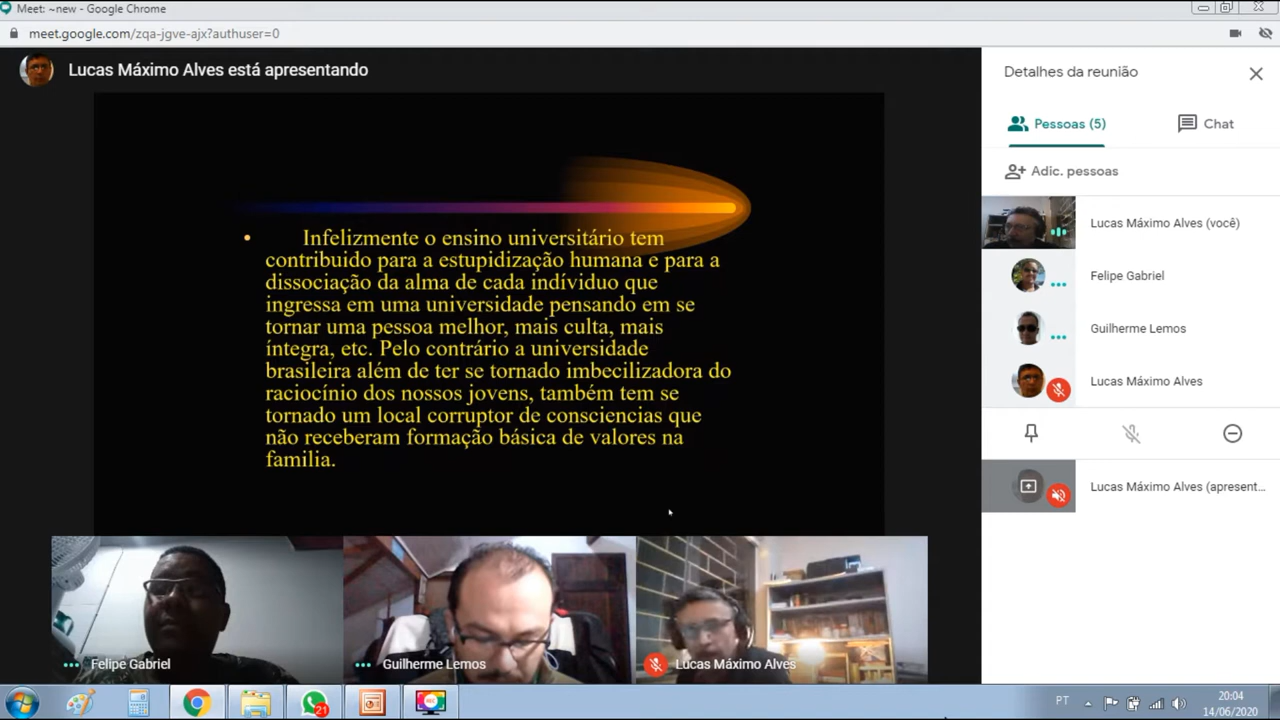 Meet: ~new - Google Chrome
meet.google.com/zqa-jgve-ajx?authuser=0
Lucas Máximo Alves está apresentando
Infelizmente o ensino universitário tem
contribuido para a estupidização humana e para a
dissociação da alma de cada indíviduo que
ingressa em uma universidade pensando em se
tornar uma pessoa melhor, mais culta, mais
íntegra, etc. Pelo contrário a universidade
brasileira além de ter se tornado imbecilizadora do
raciocínio dos nossos jovens, também tem se
tornado um local corruptor de consciencias que
não receberam formação básica de valores na
familia.
Felipe Gabriel
Guilherme Lemos
Lucas Máximo Alves
Detalhes da reunião
Pessoas (5)
Chat
Adic. pessoas
Lucas Máximo Alves (você)
Felipe Gabriel
Guilherme Lemos
Lucas Máximo Alves
Lucas Máximo Alves (apresent...
21
REC
PT
20:04
14/06/2020